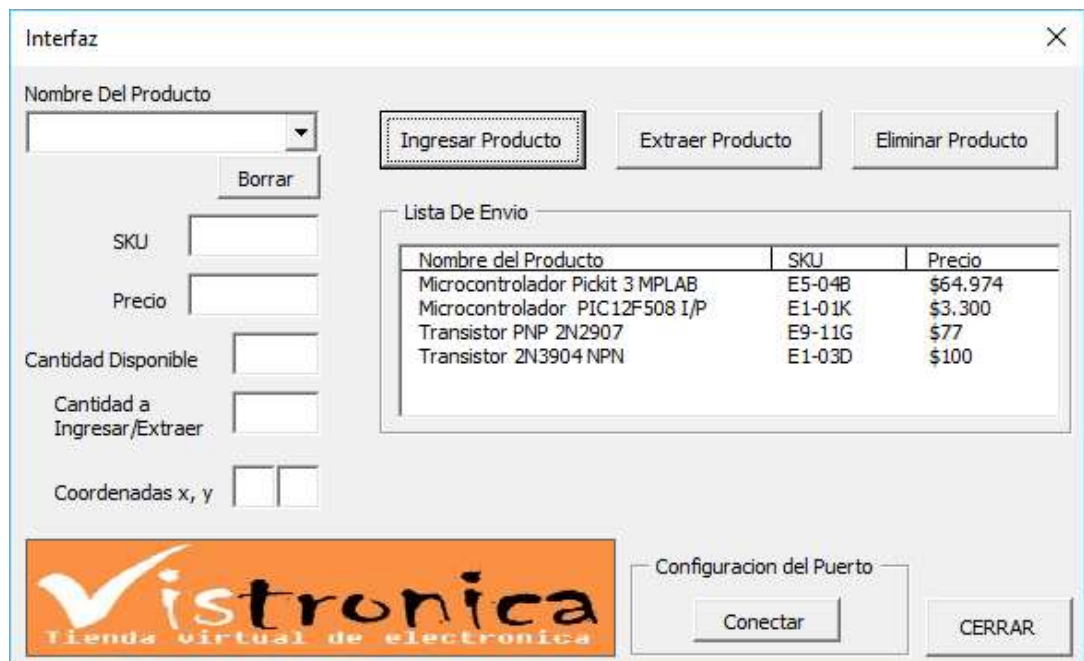 Interfaz
Nombre Del Producto
Borrar
SKU
Precio
Cantidad Disponible
Cantidad a
Ingresar/Extraer
Coordenadas x, y
Ingresar Producto
Extraer Producto
Eliminar Producto
Lista De Envio
Nombre del Producto SKU Precio
Microcontrolador Pickit 3 MPLAB E5-04B $64.974
Microcontrolador PIC12F508 I/P E1-01K $3.300
Transistor PNP 2N2907 E9-11G $77
Transistor 2N3904 NPN E1-03D $100
Vistronica
Tienda virtual de electronica
Configuracion del Puerto
Conectar
CERRAR